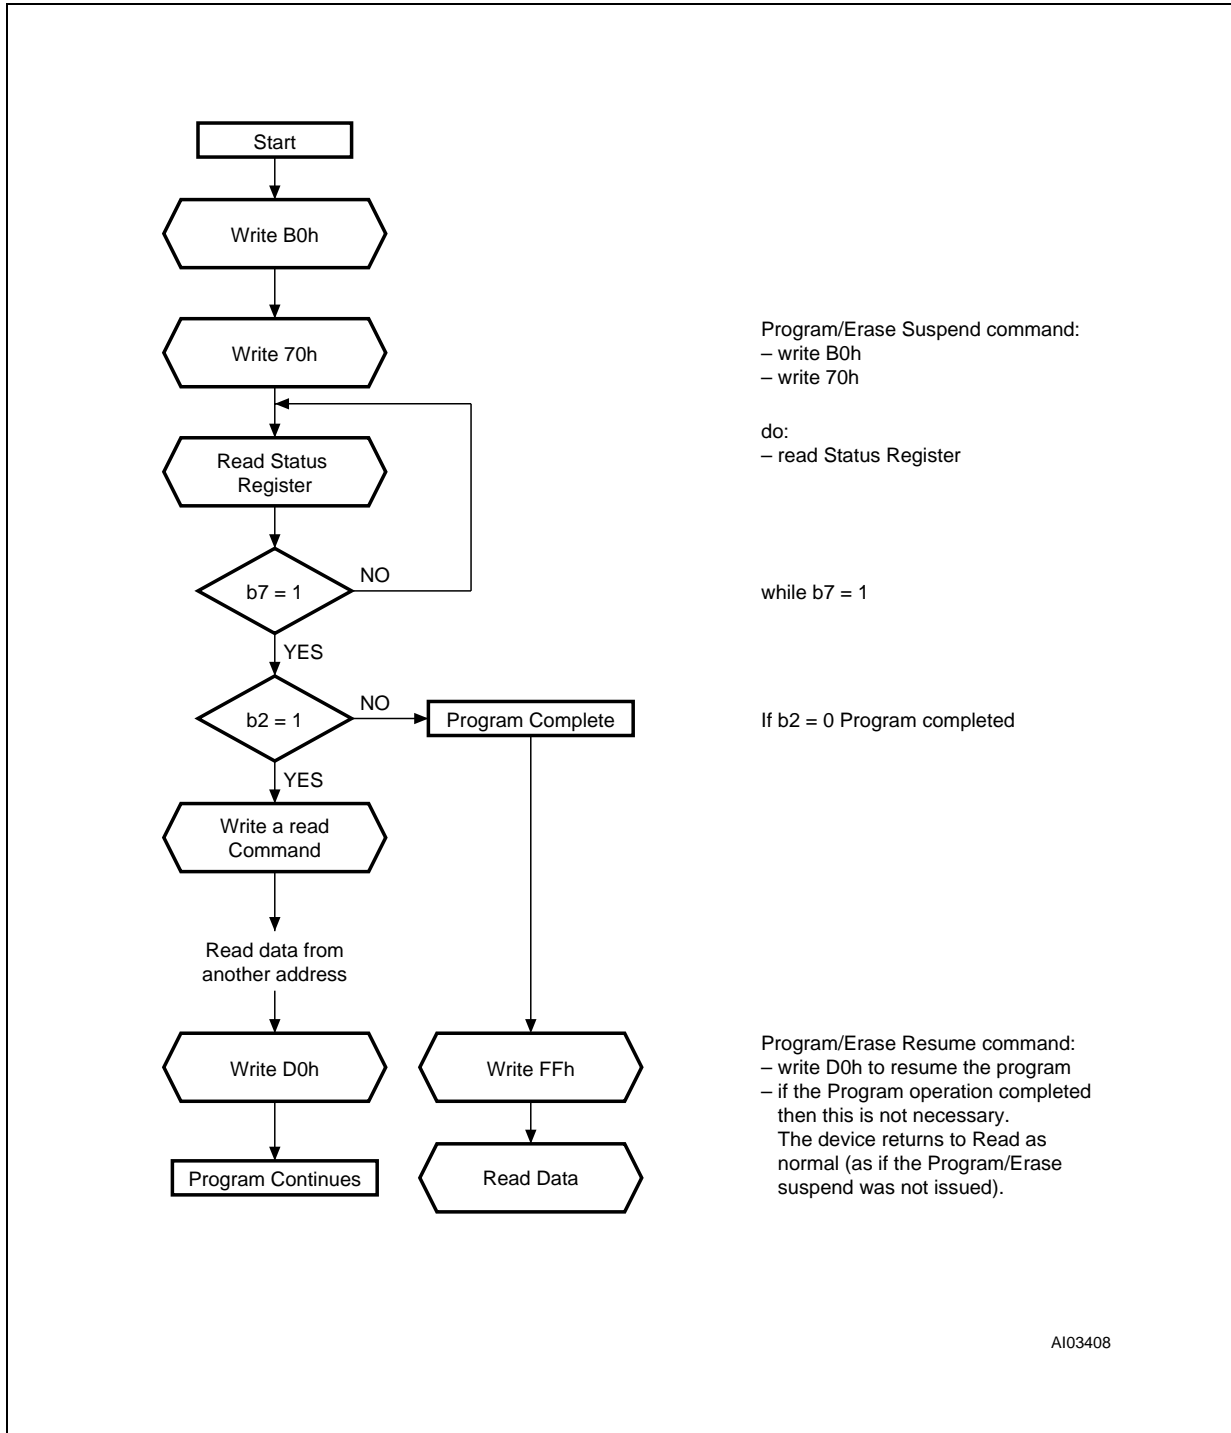 Start
Write B0h
Write 70h
Program/Erase Suspend command:
– write B0h
– write 70h
do:
– read Status Register
Read Status
Register
NO
b7 = 1
while b7 = 1
YES
NO
b2 = 1
Program Complete
If b2 = 0 Program completed
YES
Write a read
Command
Read data from
another address
Write D0h
Write FFh
Program/Erase Resume command:
– write D0h to resume the program
– if the Program operation completed
then this is not necessary.
The device returns to Read as
normal (as if the Program/Erase
suspend was not issued).
Program Continues
Read Data
AI03408